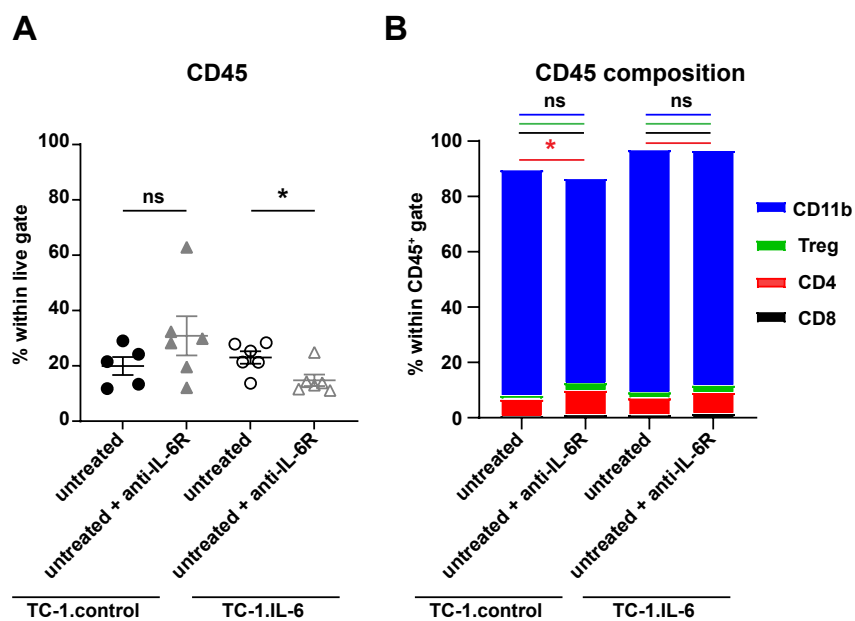 A
CD45
% within live gate
100
80
60
40
20
0
ns
*
untreated
untreated + anti-IL-6R
untreated
untreated + anti-IL-6R
TC-1.control
TC-1.IL-6
B
CD45 composition
ns
ns
*
% within CD45⁺ gate
100
80
60
40
20
0
CD11b
Treg
CD4
CD8
untreated
untreated + anti-IL-6R
untreated
untreated + anti-IL-6R
TC-1.control
TC-1.IL-6